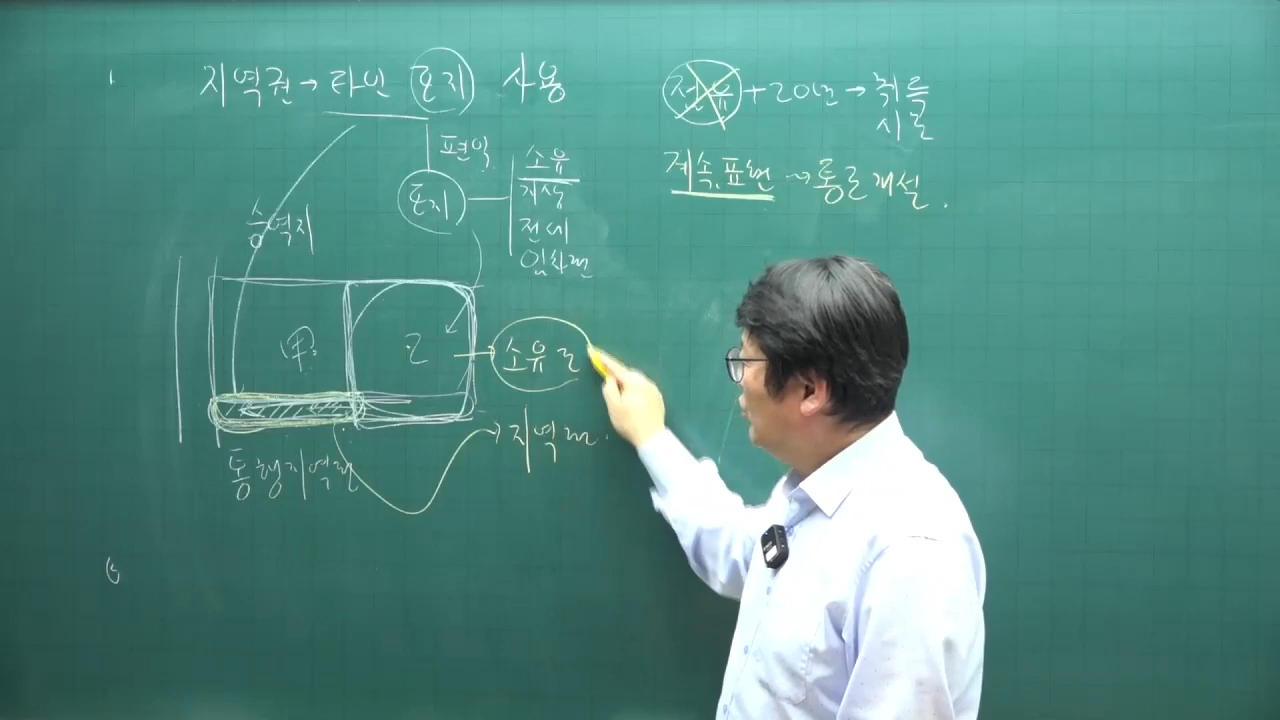 지역권→타인 토지 사용
편익
토지
소유
지상
전세
임차권
승역지
甲
乙
소유권
→지역권
통행지역권
점유+20년→취득
시효
계속, 표현 → 통로개설.